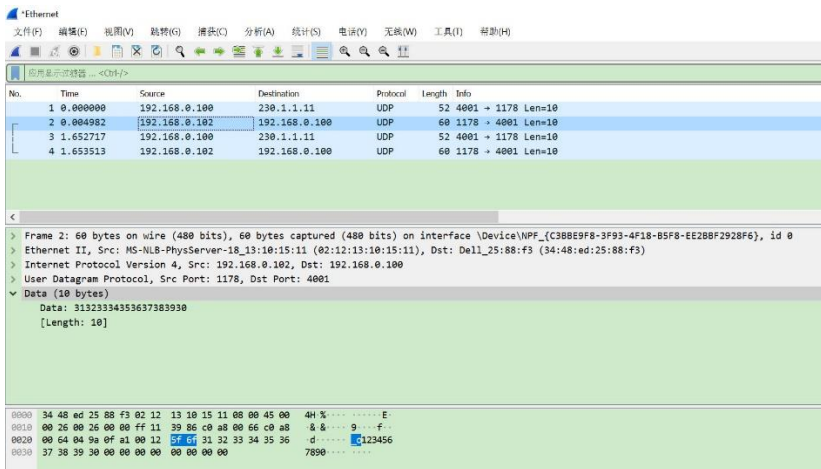 *Ethernet
文件(F) 编辑(E) 视图(V) 跳转(G) 捕获(C) 分析(A) 统计(S) 电话(Y) 无线(W) 工具(T) 帮助(H)
应用显示过滤器 … <Ctrl-/>
No. Time Source Destination Protocol Length Info
1 0.000000 192.168.0.100 230.1.1.11 UDP 52 4001 → 1178 Len=10
2 0.004982 192.168.0.102 192.168.0.100 UDP 60 1178 → 4001 Len=10
3 1.652717 192.168.0.100 230.1.1.11 UDP 52 4001 → 1178 Len=10
4 1.653513 192.168.0.102 192.168.0.100 UDP 60 1178 → 4001 Len=10
Frame 2: 60 bytes on wire (480 bits), 60 bytes captured (480 bits) on interface \Device\NPF_{C3BBE9F8-3F93-4F18-B5F8-EE2BBF2928F6}, id 0
Ethernet II, Src: MS-NLB-PhysServer-18_13:10:15:11 (02:12:13:10:15:11), Dst: Dell_25:88:f3 (34:48:ed:25:88:f3)
Internet Protocol Version 4, Src: 192.168.0.102, Dst: 192.168.0.100
User Datagram Protocol, Src Port: 1178, Dst Port: 4001
Data (10 bytes)
Data: 31323334353637383930
[Length: 10]
0000 34 48 ed 25 88 f3 02 12 13 10 15 11 08 00 45 00 4H·%···· ······E·
0010 00 26 00 26 00 00 ff 11 39 86 c0 a8 00 66 c0 a8 ·&·&···· 9····f··
0020 00 64 04 9a 0f a1 00 12 5f 6f 31 32 33 34 35 36 ·d······ _o123456
0030 37 38 39 30 00 00 00 00 00 00 00 00 7890···· ····